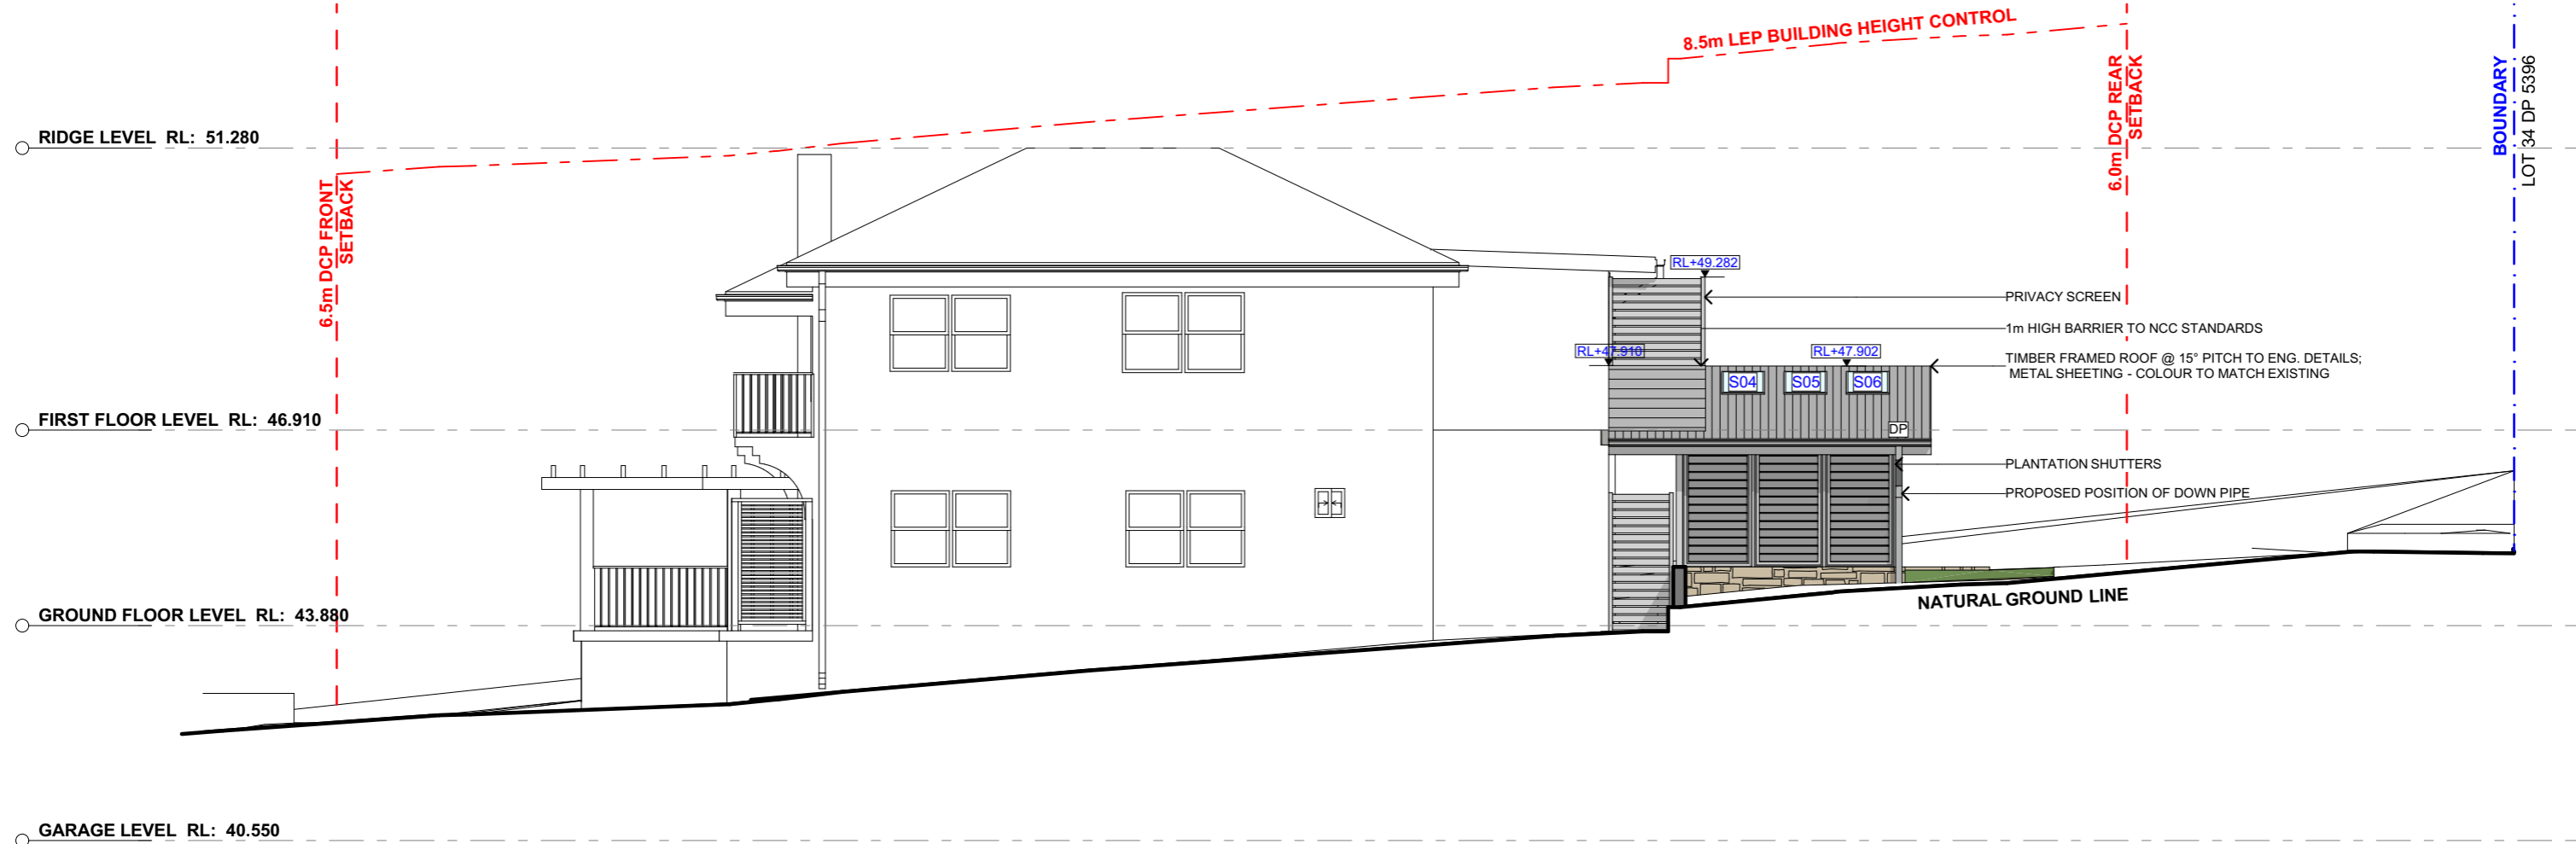 8.5m LEP BUILDING HEIGHT CONTROL
BOUNDARY
LOT 34 DP 5396
6.0m DCP REAR
SETBACK
RIDGE LEVEL RL: 51.280
6.5m DCP FRONT
SETBACK
RL+49.282
PRIVACY SCREEN
1m HIGH BARRIER TO NCC STANDARDS
RL+47.910
RL+47.902
TIMBER FRAMED ROOF @ 15° PITCH TO ENG. DETAILS;
METAL SHEETING - COLOUR TO MATCH EXISTING
S04
S05
S06
FIRST FLOOR LEVEL RL: 46.910
DP
PLANTATION SHUTTERS
PROPOSED POSITION OF DOWN PIPE
NATURAL GROUND LINE
GROUND FLOOR LEVEL RL: 43.880
GARAGE LEVEL RL: 40.550